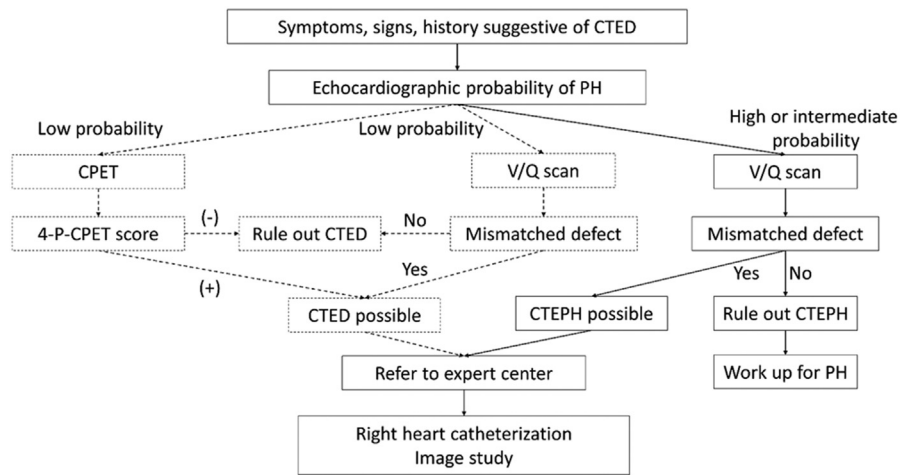 Symptoms, signs, history suggestive of CTED
Echocardiographic probability of PH
Low probability
Low probability
High or intermediate
probability
CPET
V/Q scan
V/Q scan
4-P-CPET score
(-)
Rule out CTED
No
Mismatched defect
Mismatched defect
(+)
Yes
Yes
No
CTED possible
CTEPH possible
Rule out CTEPH
Refer to expert center
Work up for PH
Right heart catheterization
Image study